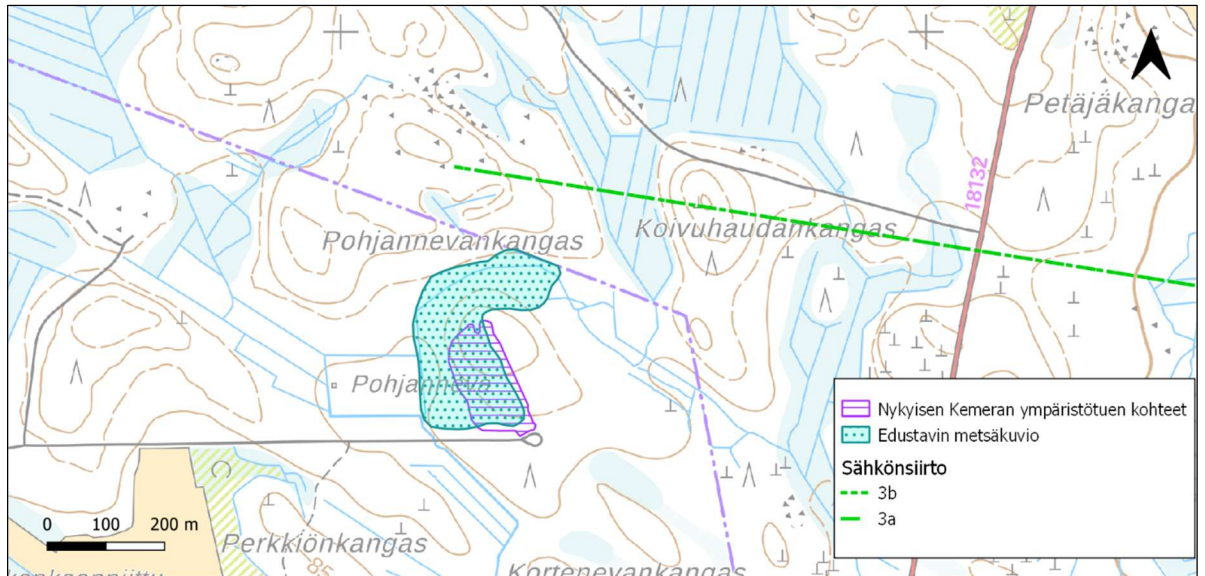 Petäjäkanga
18132
Koivuhaudankangas
Pohjannevankangas
Pohjanneva
Nykyisen Kemeran ympäristötuen kohteet
Edustavin metsäkuvio
Sähkönsiirto
3b
3a
0 100 200 m
Perkkiönkangas
85
Kortenevankangas